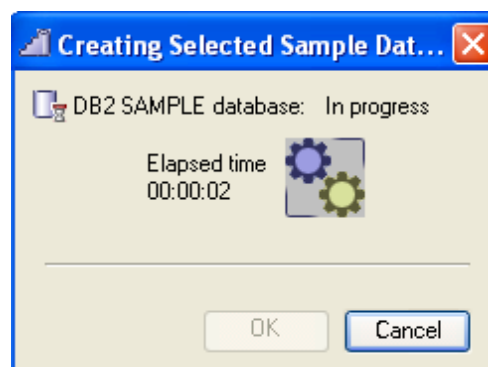 Creating Selected Sample Dat...
DB2 SAMPLE database: In progress
Elapsed time
00:00:02
OK
Cancel